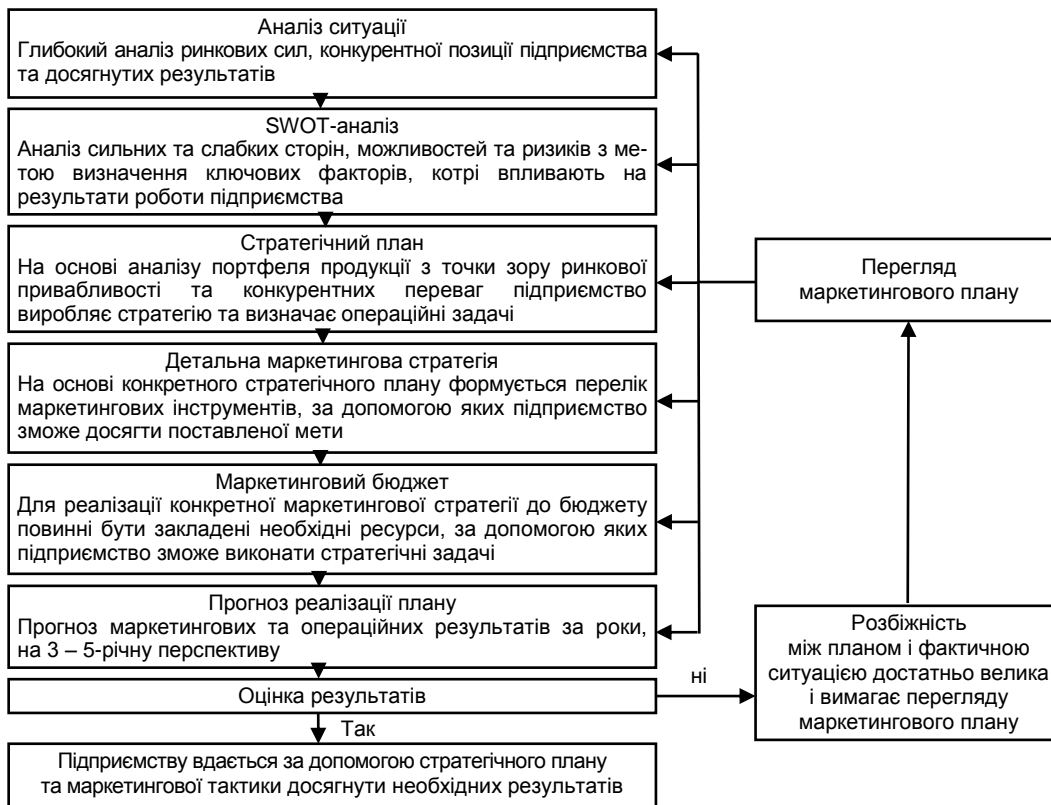 Аналіз ситуації
Глибокий аналіз ринкових сил, конкурентної позиції підприємства
та досягнутих результатів
SWOT-аналіз
Аналіз сильних та слабких сторін, можливостей та ризиків з ме-
тою визначення ключових факторів, котрі впливають на
результати роботи підприємства
Стратегічний план
На основі аналізу портфеля продукції з точки зору ринкової
привабливості та конкурентних переваг підприємство
виробляє стратегію та визначає операційні задачі
Перегляд
маркетингового плану
Детальна маркетингова стратегія
На основі конкретного стратегічного плану формується перелік
маркетингових інструментів, за допомогою яких підприємство
зможе досягти поставленої мети
Маркетинговий бюджет
Для реалізації конкретної маркетингової стратегії до бюджету
повинні бути закладені необхідні ресурси, за допомогою яких
підприємство зможе виконати стратегічні задачі
Прогноз реалізації плану
Прогноз маркетингових та операційних результатів за роки,
на 3 – 5-річну перспективу
Оцінка результатів
ні
Розбіжність
між планом і фактичною
ситуацією достатньо велика
і вимагає перегляду
маркетингового плану
Так
Підприємству вдається за допомогою стратегічного плану
та маркетингової тактики досягнути необхідних результатів